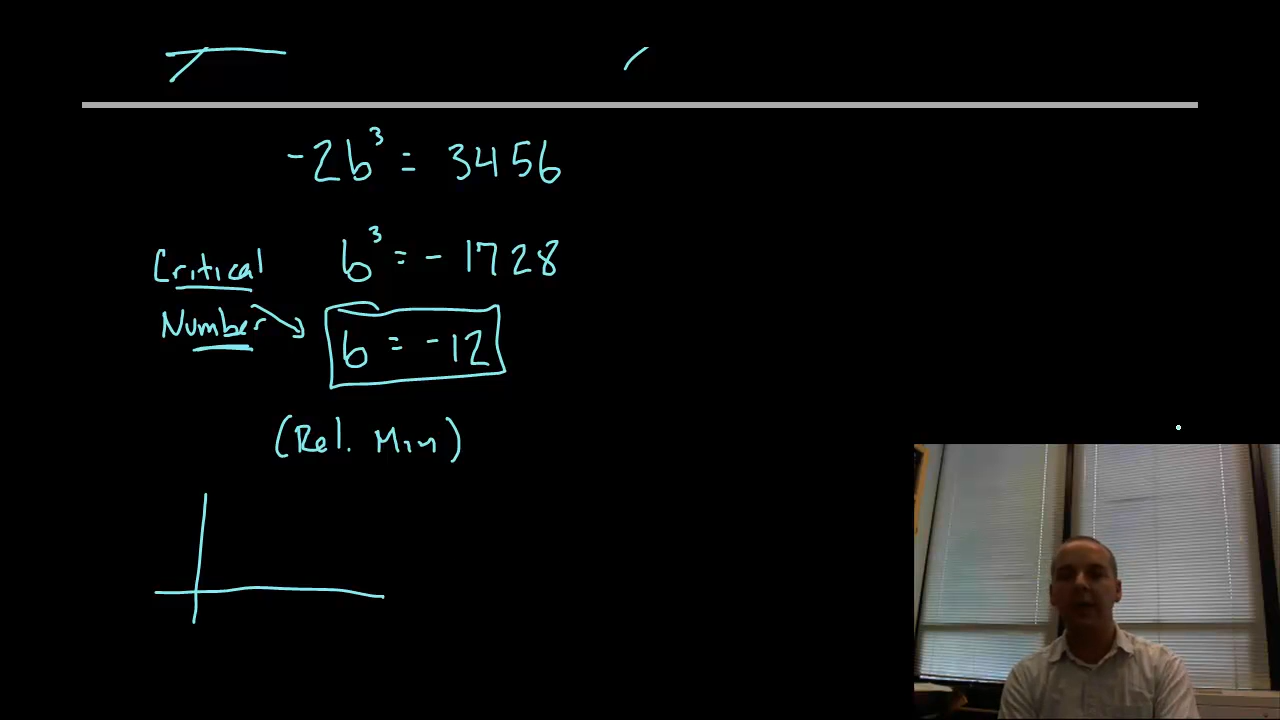 -2b³ = 3456
Critical b³ = -1728
Number b = -12
(Rel. Min)